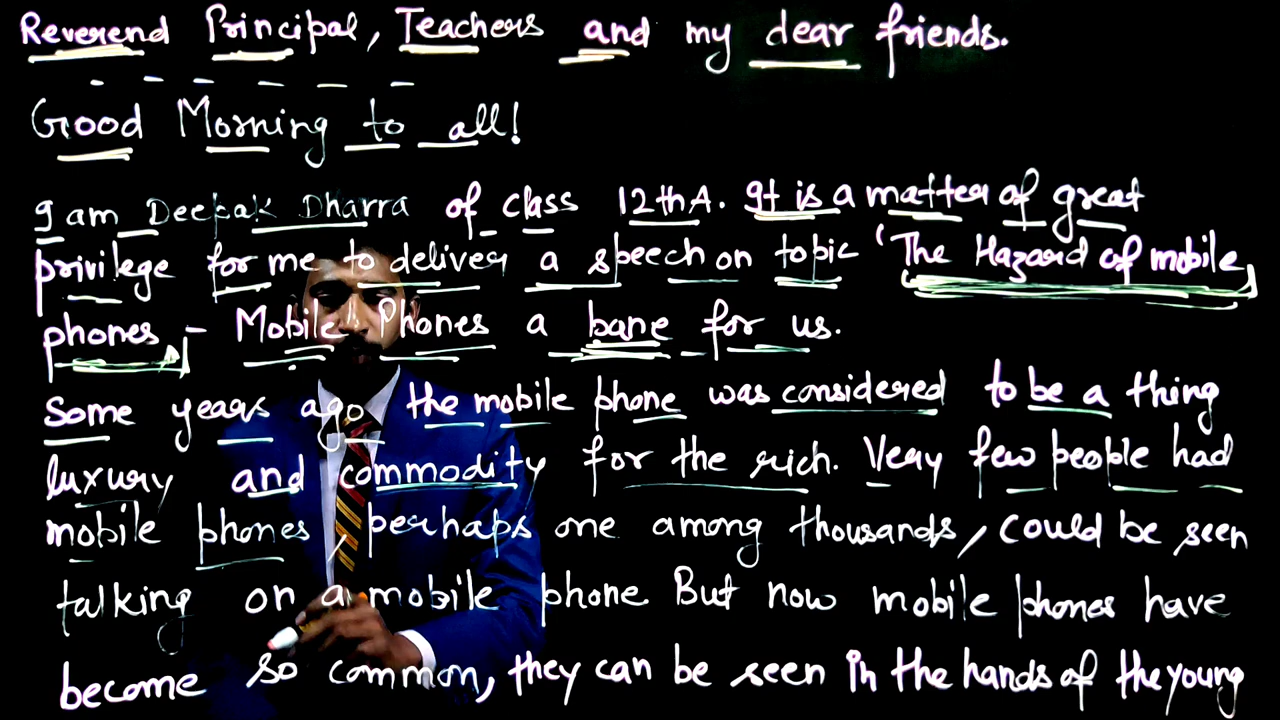 Reverend Principal, Teachers and my dear friends.
Good Morning to all!
I am Deepak Dharra of class 12th A. It is a matter of great
privilege for me to deliver a speech on topic 'The Hazard of mobile
phones - Mobile Phones a bane for us.
Some years ago the mobile phone was considered to be a thing
luxury and commodity for the rich. Very few people had
mobile phones, perhaps one among thousands, could be seen
talking on a mobile phone But now mobile phones have
become so common, they can be seen in the hands of the young